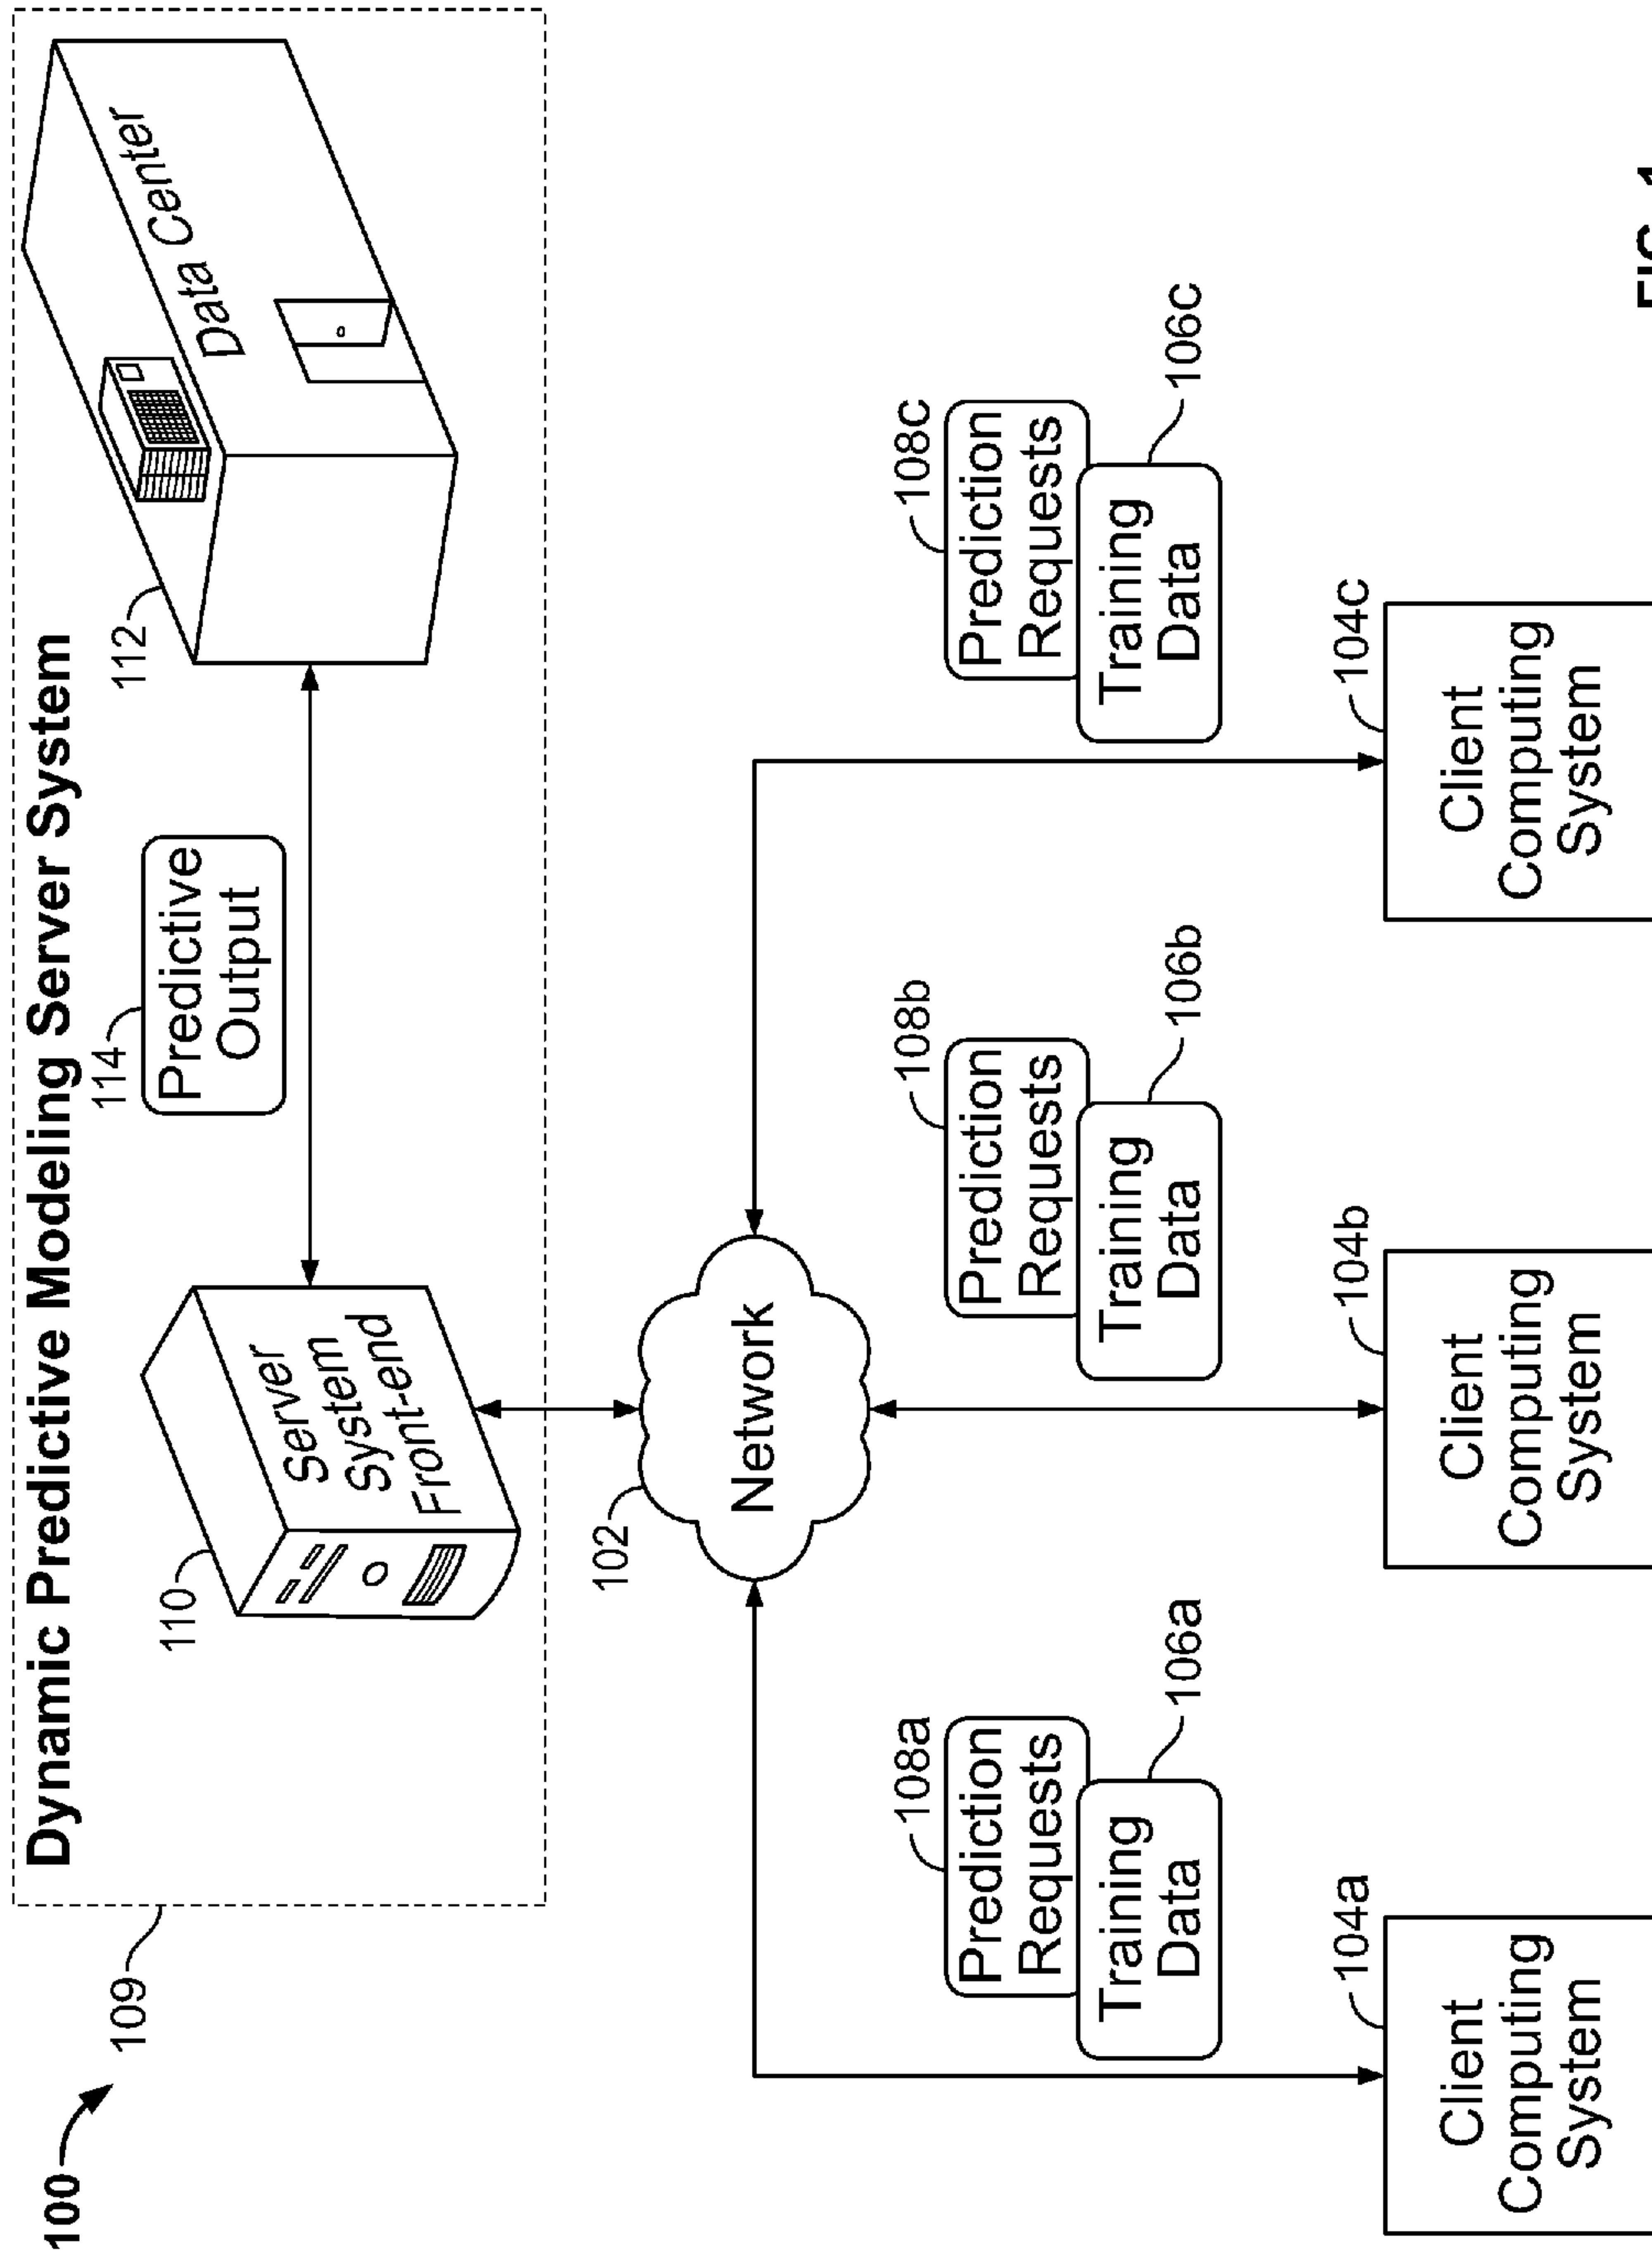 100
109
Dynamic Predictive Modeling Server System
110
Server
System
Front-end
114
Predictive
Output
112
Data Center
102
Network
108a
Prediction
Requests
Training
Data
106a
108b
Prediction
Requests
Training
Data
106b
108c
Prediction
Requests
Training
Data
106c
104a
Client
Computing
System
104b
Client
Computing
System
104c
Client
Computing
System
FIG. 1